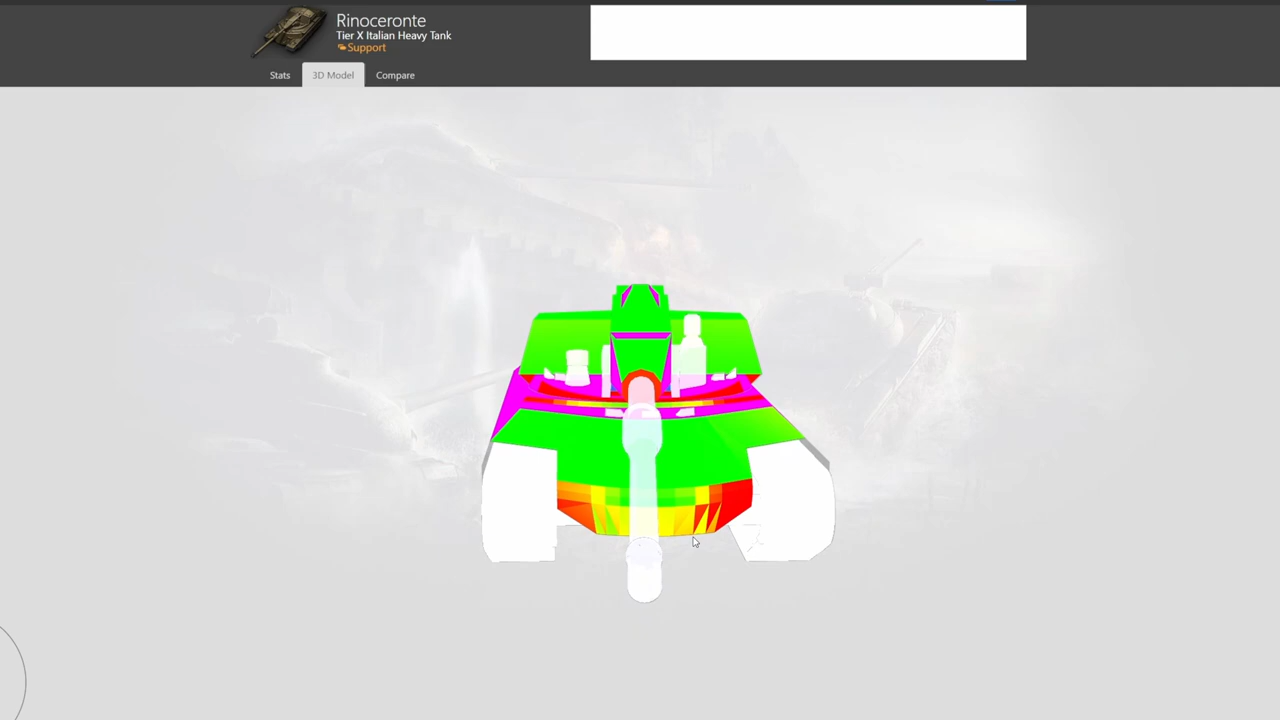 Rinoceronte
Tier X Italian Heavy Tank
Support
Stats
3D Model
Compare